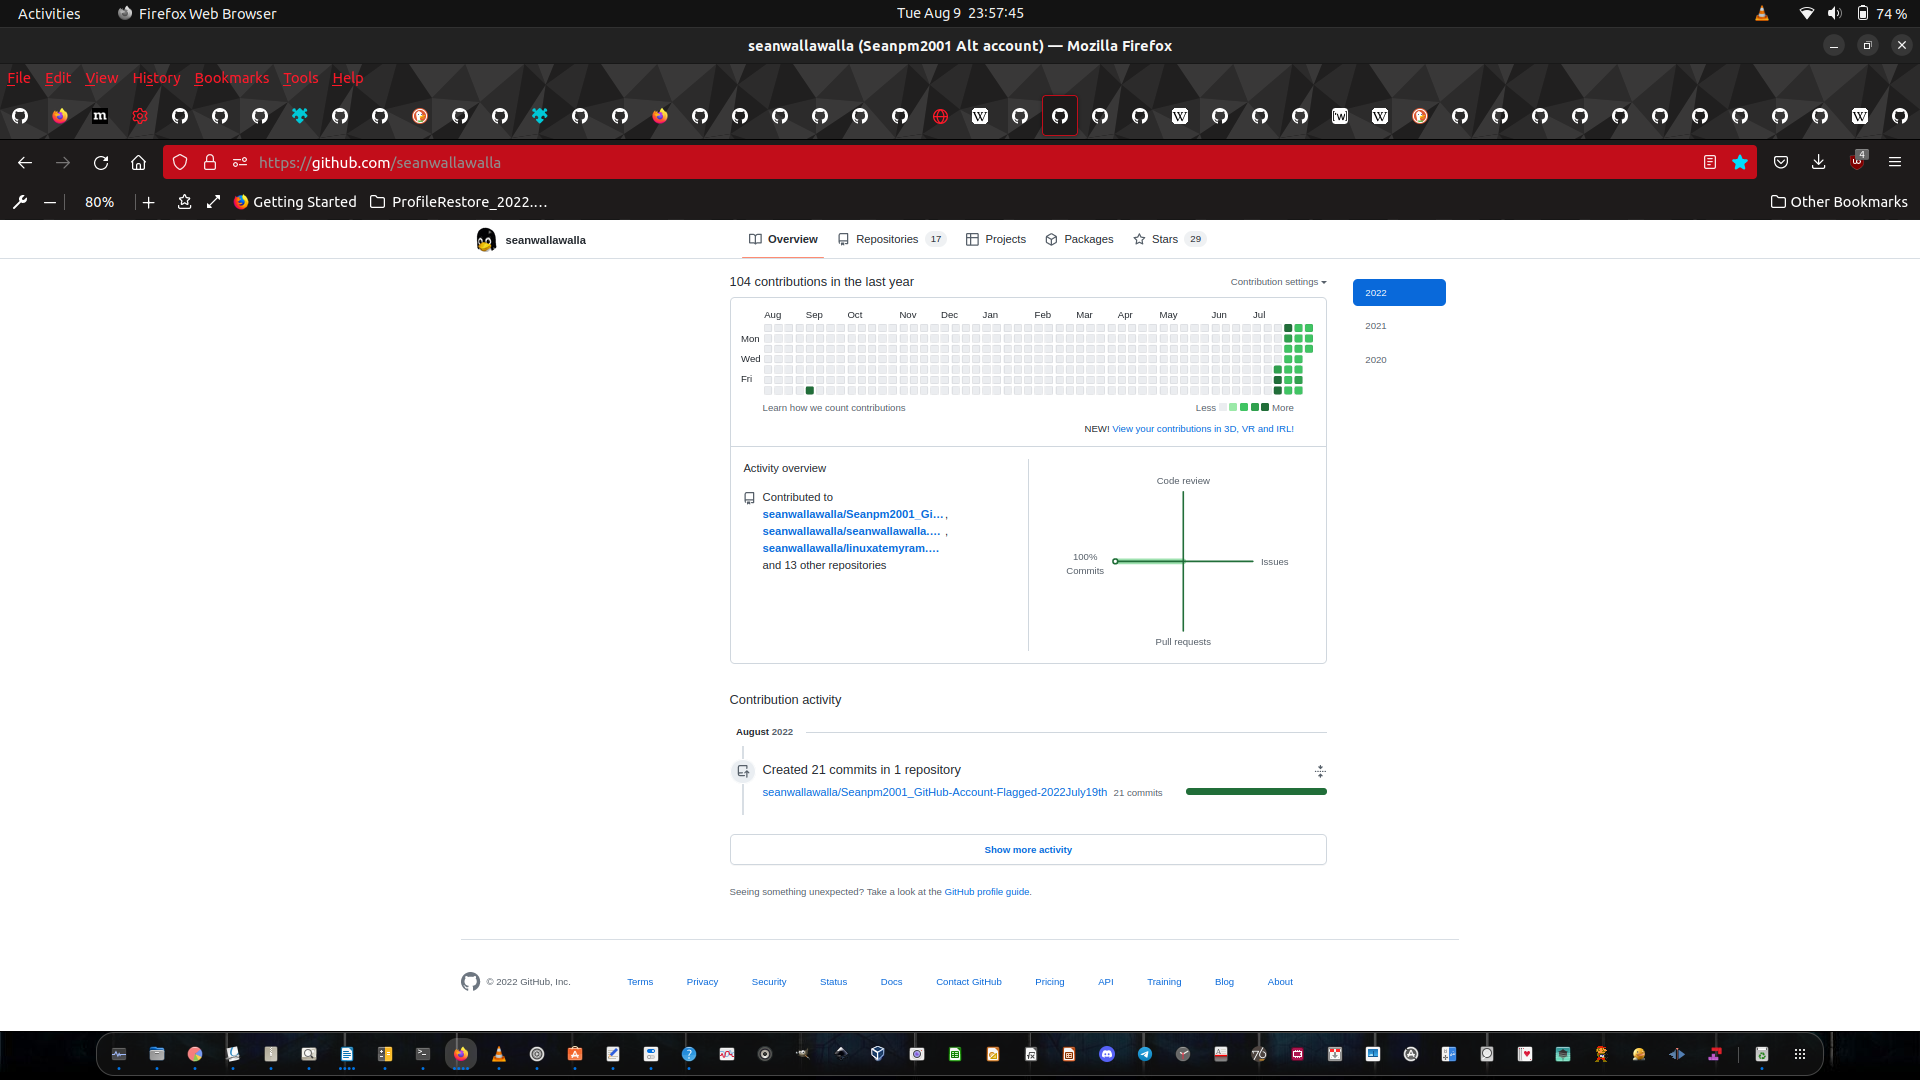 Activities Firefox Web Browser Tue Aug 9 23:57:45 74 %
seanwallawalla (Seanpm2001 Alt account) — Mozilla Firefox
File Edit View History Bookmarks Tools Help
https://github.com/seanwallawalla 4
80% Getting Started ProfileRestore_2022.… Other Bookmarks
seanwallawalla Overview Repositories 17 Projects Packages Stars 29
104 contributions in the last year Contribution settings
2022
2021
2020
Aug Sep Oct Nov Dec Jan Feb Mar Apr May Jun Jul
Mon
Wed
Fri
Learn how we count contributions Less More
NEW! View your contributions in 3D, VR and IRL!
Activity overview
Contributed to
seanwallawalla/Seanpm2001_Gi… ,
seanwallawalla/seanwallawalla.… ,
seanwallawalla/linuxatemyram.…
and 13 other repositories
Code review
100%
Commits
Issues
Pull requests
Contribution activity
August 2022
Created 21 commits in 1 repository
seanwallawalla/Seanpm2001_GitHub-Account-Flagged-2022July19th 21 commits
Show more activity
Seeing something unexpected? Take a look at the GitHub profile guide.
© 2022 GitHub, Inc. Terms Privacy Security Status Docs Contact GitHub Pricing API Training Blog About